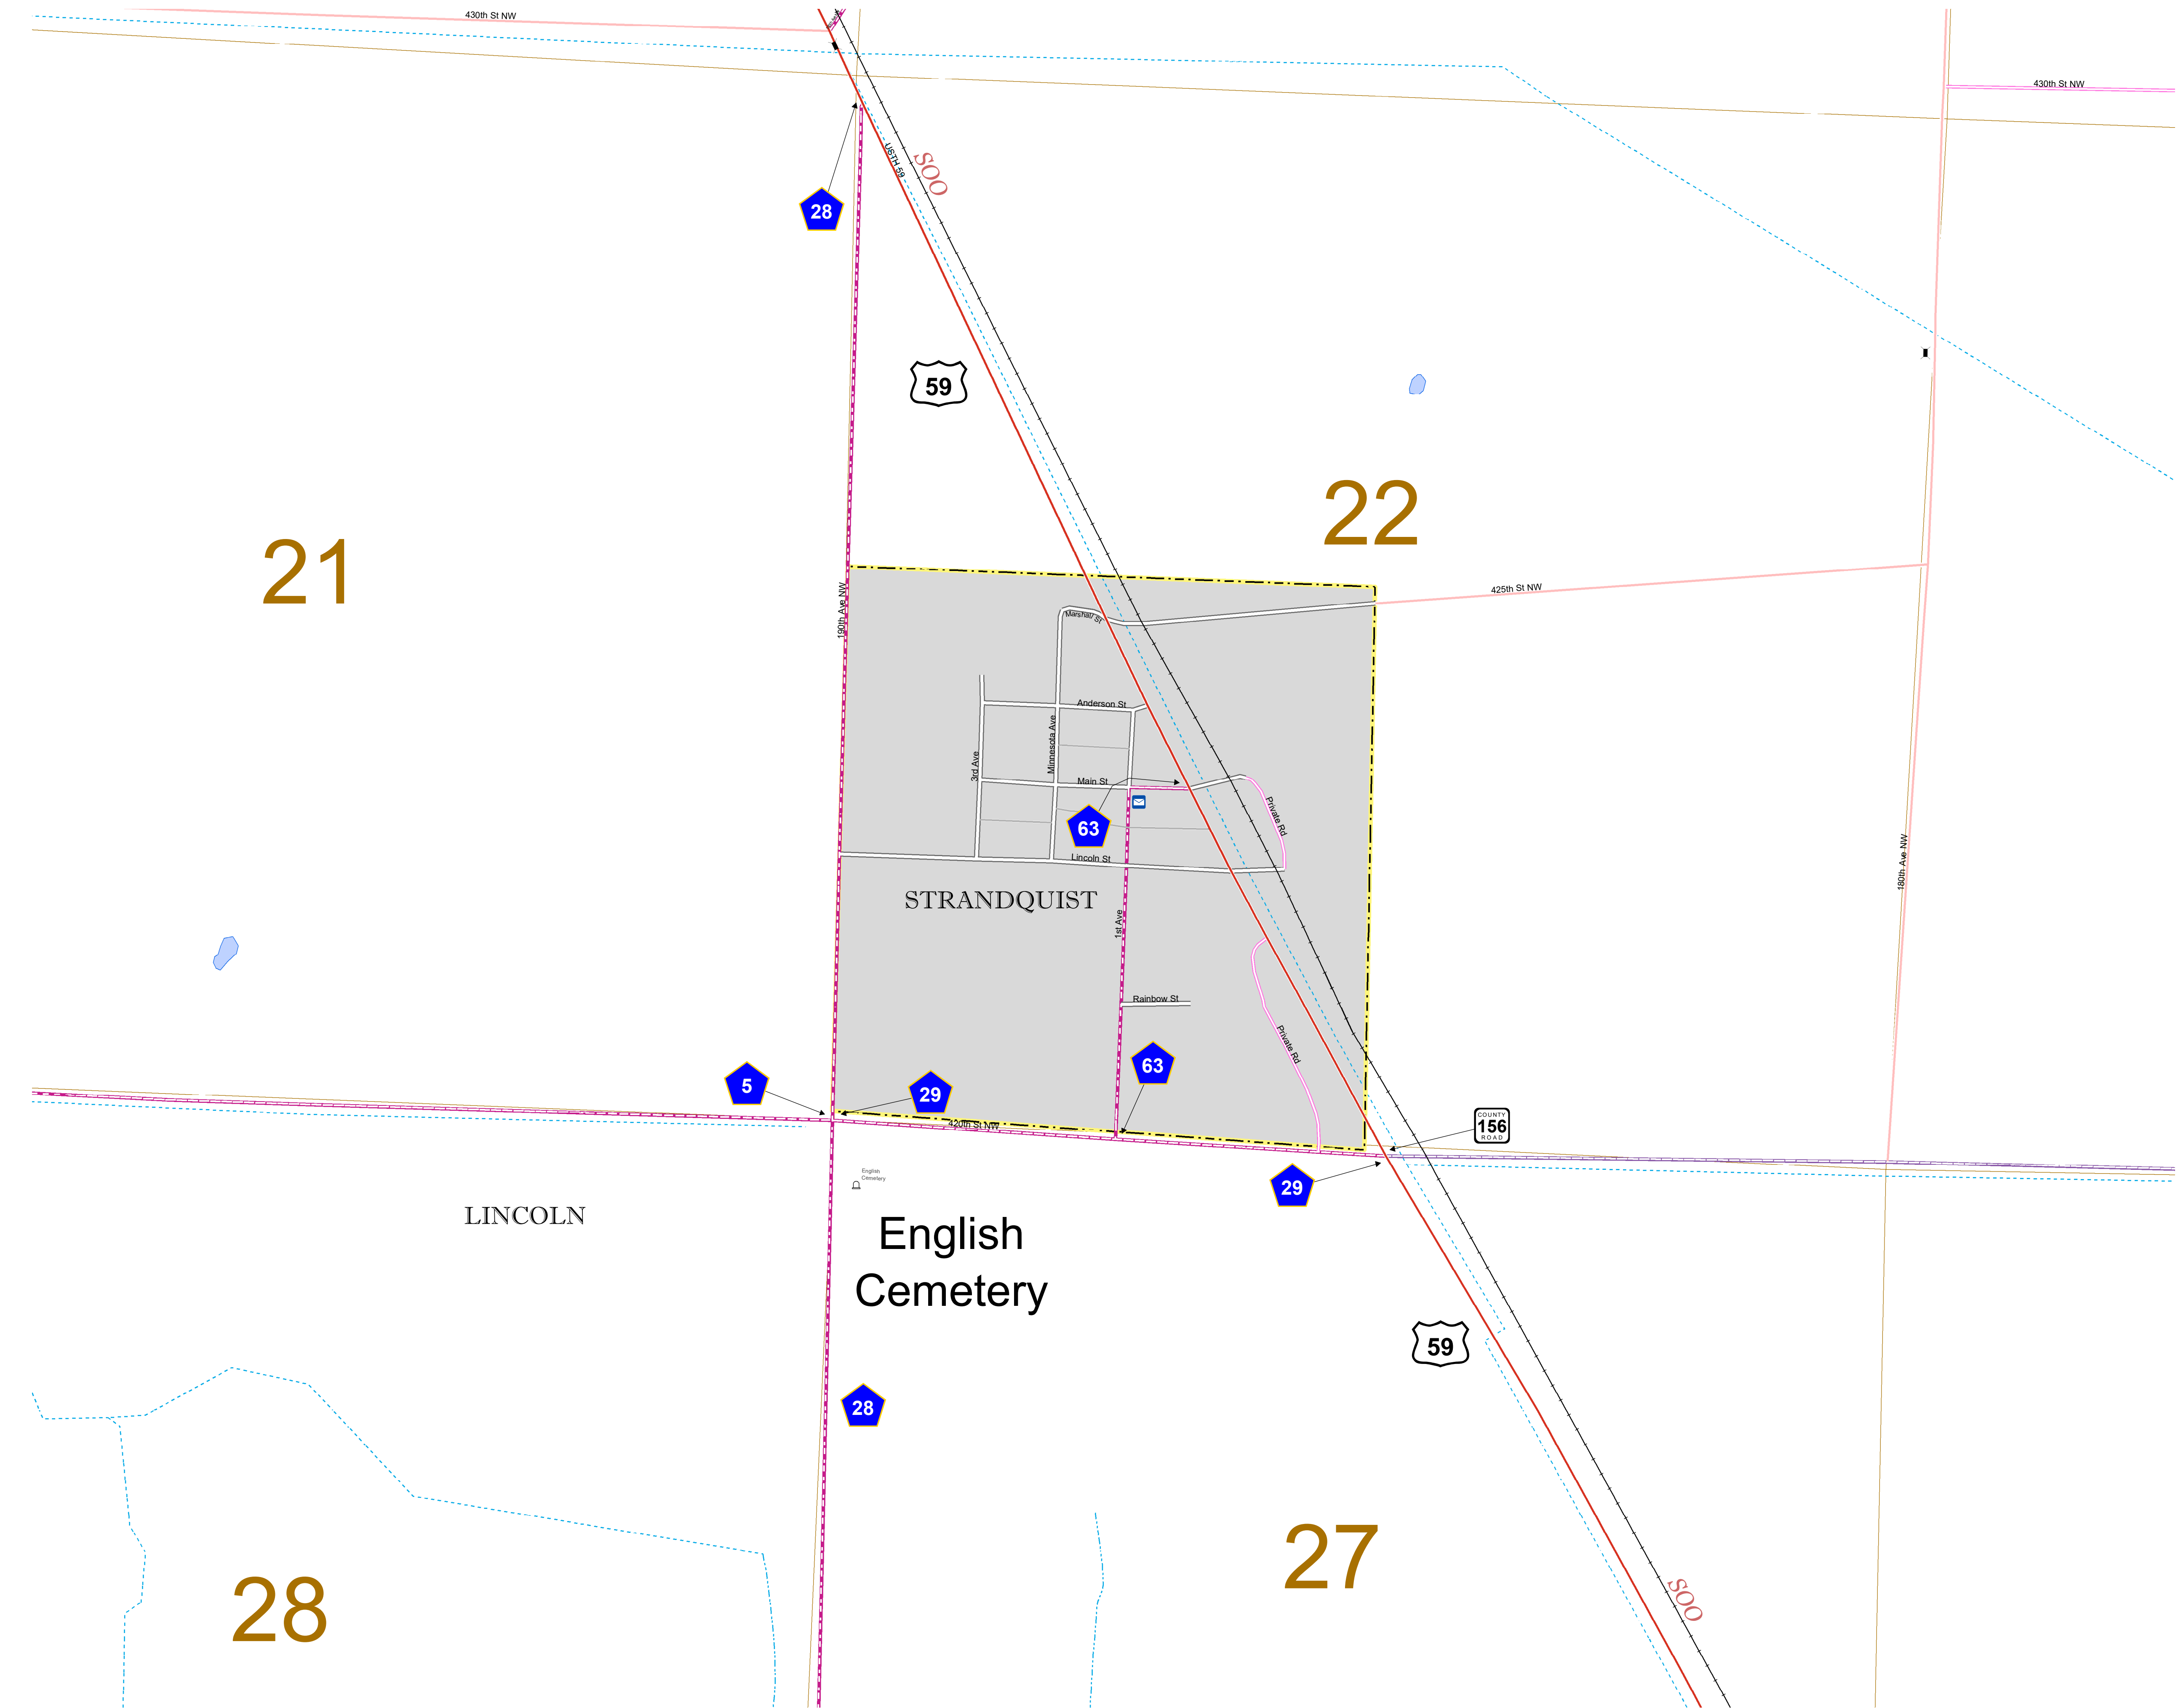 430th St NW
430th St NW
USTH 59
SOO
28
59
22
21
425th St NW
190th Ave NW
Marshall St
Anderson St
Minnesota Ave
3rd Ave
Main St
Private Rd
63
Lincoln St
180th Ave NW
STRANDQUIST
1st Ave
Rainbow St
Private Rd
63
5
29
420th St NW
COUNTY
156
ROAD
English
Cemetery
29
LINCOLN
English
Cemetery
59
28
27
28
SOO